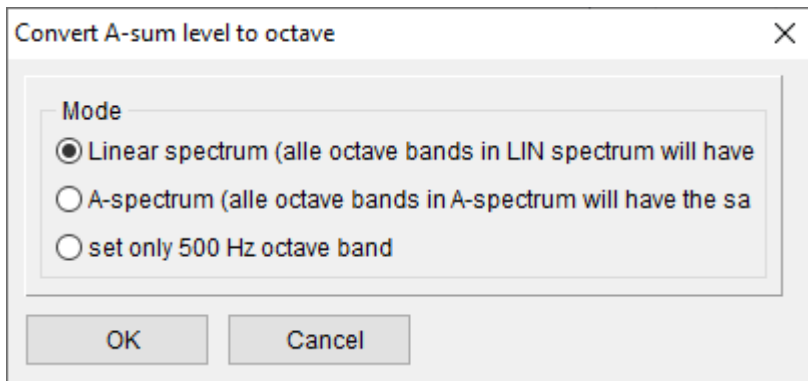 Convert A-sum level to octave
Mode
Linear spectrum (alle octave bands in LIN spectrum will have
A-spectrum (alle octave bands in A-spectrum will have the sa
set only 500 Hz octave band
OK
Cancel